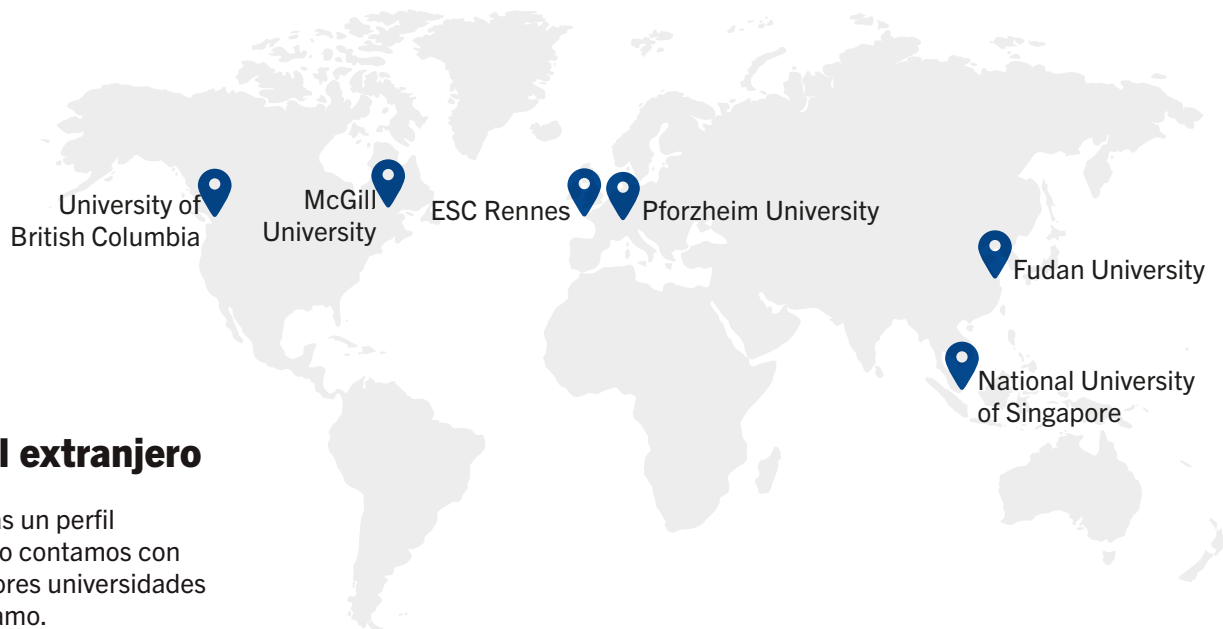 University of
British Columbia
McGill
University
ESC Rennes
Pforzheim University
Fudan University
National University
of Singapore
l extranjero
s un perfil
o contamos con
ores universidades
amo.